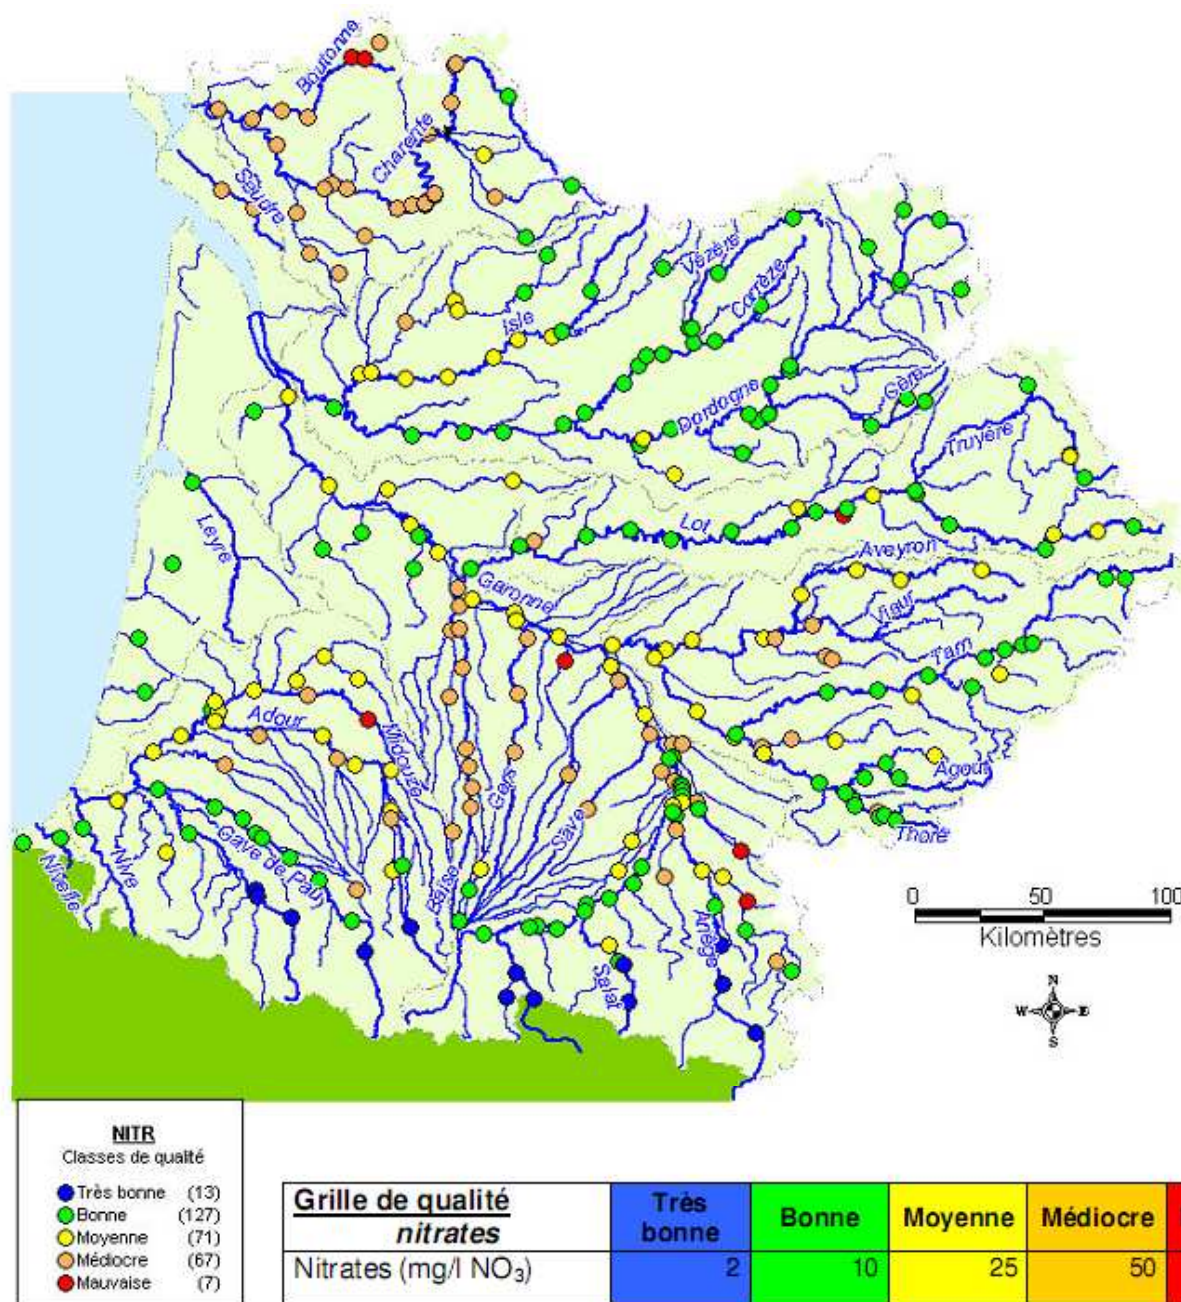 Boutonne
Charente
Seudre
Vézère
Corrèze
Isle
Dordogne
Cère
Truyère
Leyre
Lot
Aveyron
Garonne
Viaur
Tarn
Adour
Midouze
Gers
Agout
Save
Thoré
Gave de Pau
Nive
Nivelle
Baïse
Ariège
Salat
0 50 100
Kilomètres
N
W E
S
NITR
Classes de qualité
Très bonne (13)
Bonne (127)
Moyenne (71)
Médiocre (67)
Mauvaise (7)
Grille de qualité Très Bonne Moyenne Médiocre
nitrates bonne
Nitrates (mg/l NO₃) 2 10 25 50